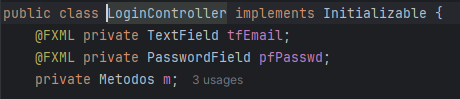 public class LoginController implements Initializable {
@FXML private TextField tfEmail;
@FXML private PasswordField pfPasswd;
private Metodos m; 3 usages